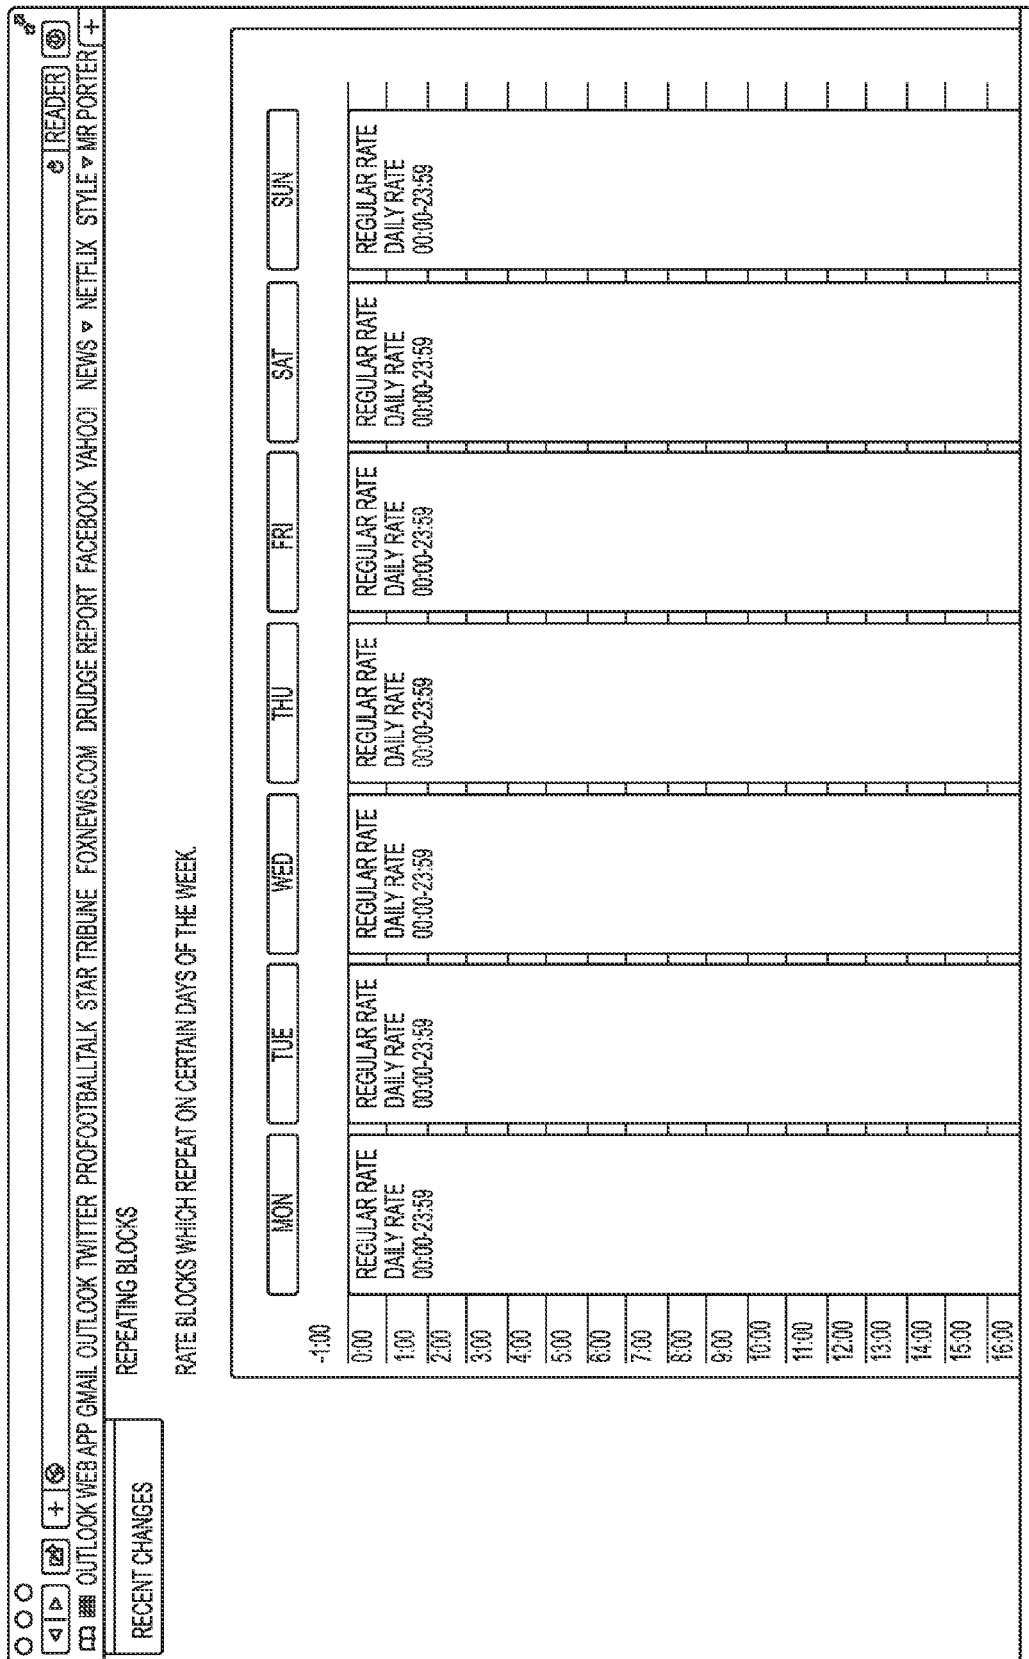 READER
OUTLOOK WEB APP GMAIL OUTLOOK TWITTER PROFOOTBALLTALK STAR TRIBUNE FOXNEWS.COM DRUDGE REPORT FACEBOOK YAHOO! NEWS ▾ NETFLIX STYLE ▾ MR PORTER +
RECENT CHANGES
REPEATING BLOCKS
RATE BLOCKS WHICH REPEAT ON CERTAIN DAYS OF THE WEEK.
MON TUE WED THU FRI SAT SUN
-1:00
0:00
REGULAR RATE REGULAR RATE REGULAR RATE REGULAR RATE REGULAR RATE REGULAR RATE REGULAR RATE
DAILY RATE DAILY RATE DAILY RATE DAILY RATE DAILY RATE DAILY RATE DAILY RATE
1:00
00:00-23:59 00:00-23:59 00:00-23:59 00:00-23:59 00:00-23:59 00:00-23:59 00:00-23:59
2:00
3:00
4:00
5:00
6:00
7:00
8:00
9:00
10:00
11:00
12:00
13:00
14:00
15:00
16:00